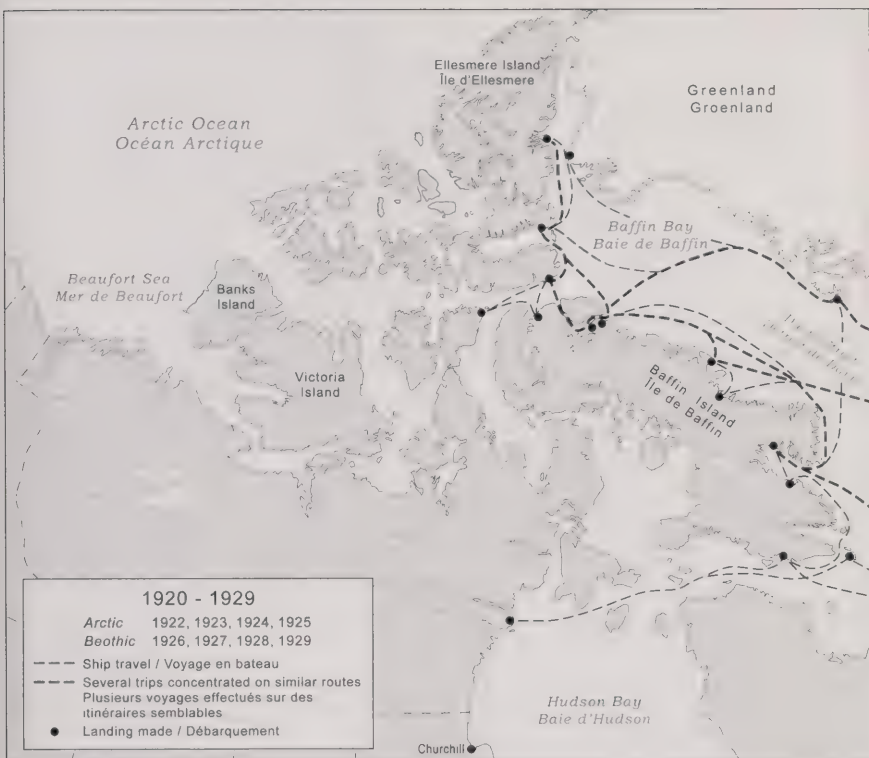 Ellesmere Island
Île d'Ellesmere
Greenland
Groenland
Arctic Ocean
Océan Arctique
Baffin Bay
Baie de Baffin
Beaufort Sea
Mer de Beaufort
Banks
Island
Victoria
Island
Baffin Island
Île de Baffin
1920 - 1929
Arctic 1922, 1923, 1924, 1925
Beothic 1926, 1927, 1928, 1929
Ship travel / Voyage en bateau
Several trips concentrated on similar routes
Plusieurs voyages effectués sur des
itinéraires semblables
Landing made / Débarquement
Hudson Bay
Baie d'Hudson
Churchill